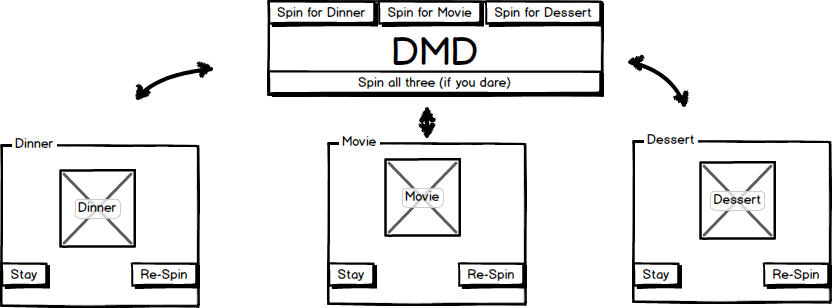 Spin for Dinner Spin for Movie Spin for Dessert
DMD
Spin all three (if you dare)
Dinner
Dinner
Stay Re-Spin
Movie
Movie
Stay Re-Spin
Dessert
Dessert
Stay Re-Spin